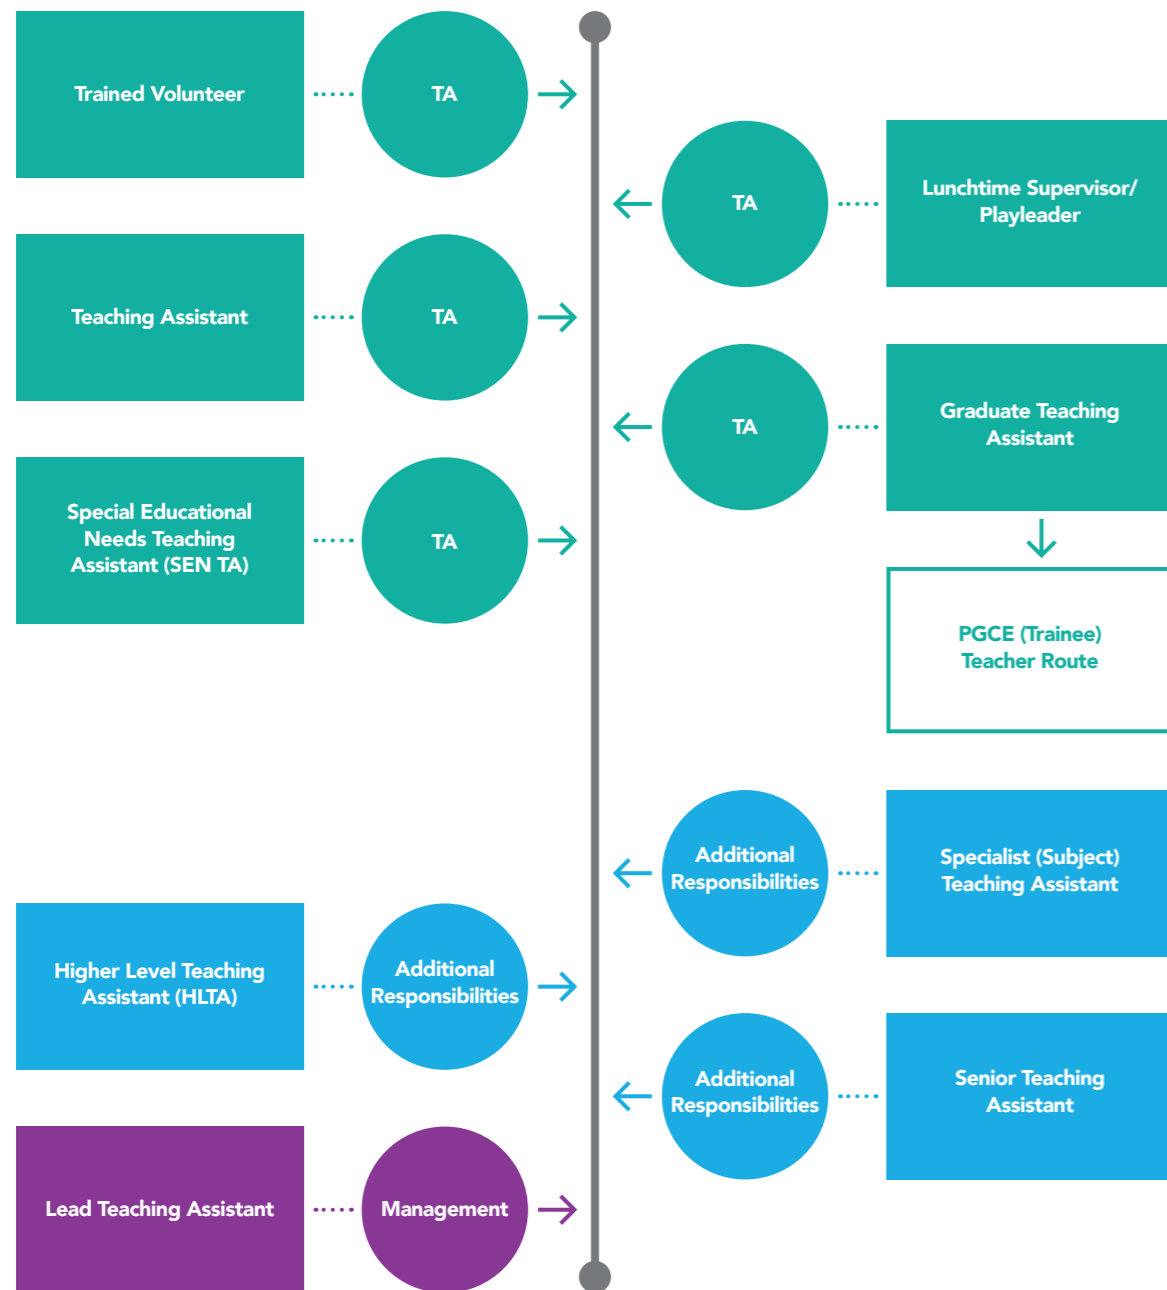 Trained Volunteer
TA
TA
Lunchtime Supervisor/
Playleader
Teaching Assistant
TA
TA
Graduate Teaching
Assistant
Special Educational
Needs Teaching
Assistant (SEN TA)
TA
PGCE (Trainee)
Teacher Route
Additional
Responsibilities
Specialist (Subject)
Teaching Assistant
Higher Level Teaching
Assistant (HLTA)
Additional
Responsibilities
Additional
Responsibilities
Senior Teaching
Assistant
Lead Teaching Assistant
Management